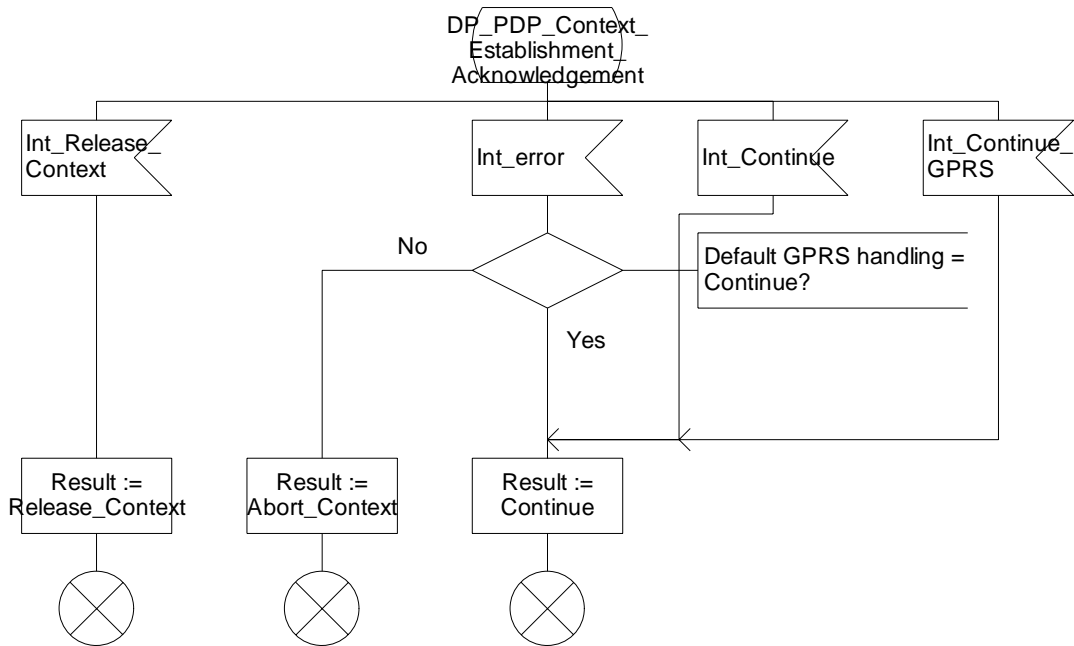 DP_PDP_Context_
Establishment_
Acknowledgement
Int_Release_
Context
Int_error
Int_Continue
Int_Continue_
GPRS
No
Default GPRS handling =
Continue?
Yes
Result :=
Release_Context
Result :=
Abort_Context
Result :=
Continue